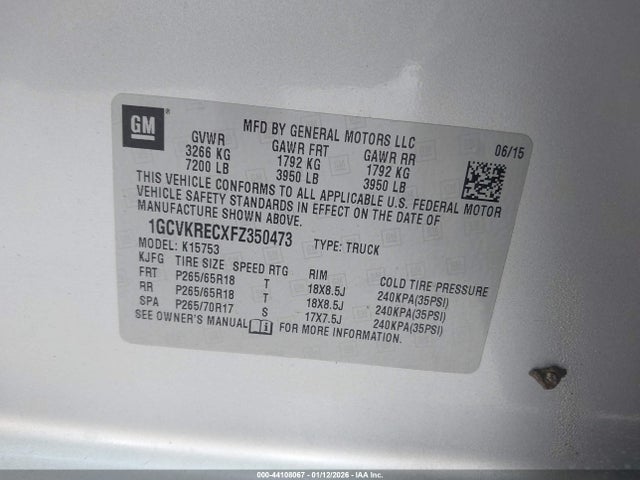 GM
MFD BY GENERAL MOTORS LLC
06/15
GVWR GAWR FRT GAWR RR
3266 KG 1792 KG 1792 KG
7200 LB 3950 LB 3950 LB
THIS VEHICLE CONFORMS TO ALL APPLICABLE U.S. FEDERAL MOTOR
VEHICLE SAFETY STANDARDS IN EFFECT ON THE DATE OF
MANUFACTURE SHOWN ABOVE.
1GCVKRECXFZ350473 TYPE: TRUCK
MODEL: K15753
KJFG TIRE SIZE SPEED RTG RIM COLD TIRE PRESSURE
FRT P265/65R18 T 18X8.5J 240KPA(35PSI)
RR P265/65R18 T 18X8.5J 240KPA(35PSI)
SPA P265/70R17 S 17X7.5J 240KPA(35PSI)
SEE OWNER'S MANUAL FOR MORE INFORMATION.
000-44108067 - 01/12/2026 - IAA Inc.